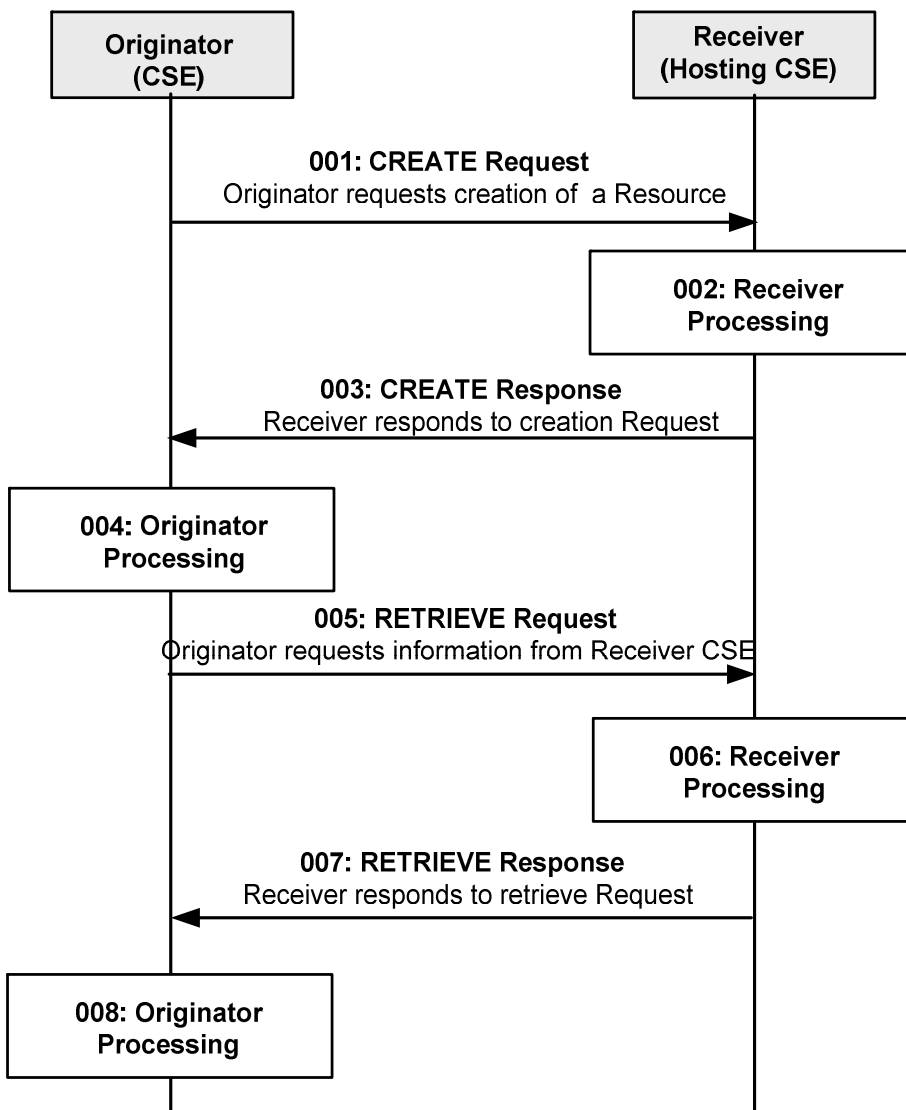 Originator
(CSE)
Receiver
(Hosting CSE)
001: CREATE Request
Originator requests creation of a Resource
002: Receiver
Processing
003: CREATE Response
Receiver responds to creation Request
004: Originator
Processing
005: RETRIEVE Request
Originator requests information from Receiver CSE
006: Receiver
Processing
007: RETRIEVE Response
Receiver responds to retrieve Request
008: Originator
Processing